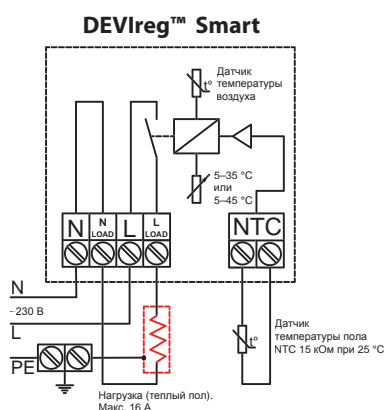 DEVIreg™ Smart
Датчик
t° температуры
воздуха
5–35 °C
или
5–45 °C
N N LOAD L L LOAD NTC
N
~230 В
L
PE
t°
Датчик
температуры пола
NTC 15 кОм при 25 °C
Нагрузка (теплый пол).
Макс. 16 А